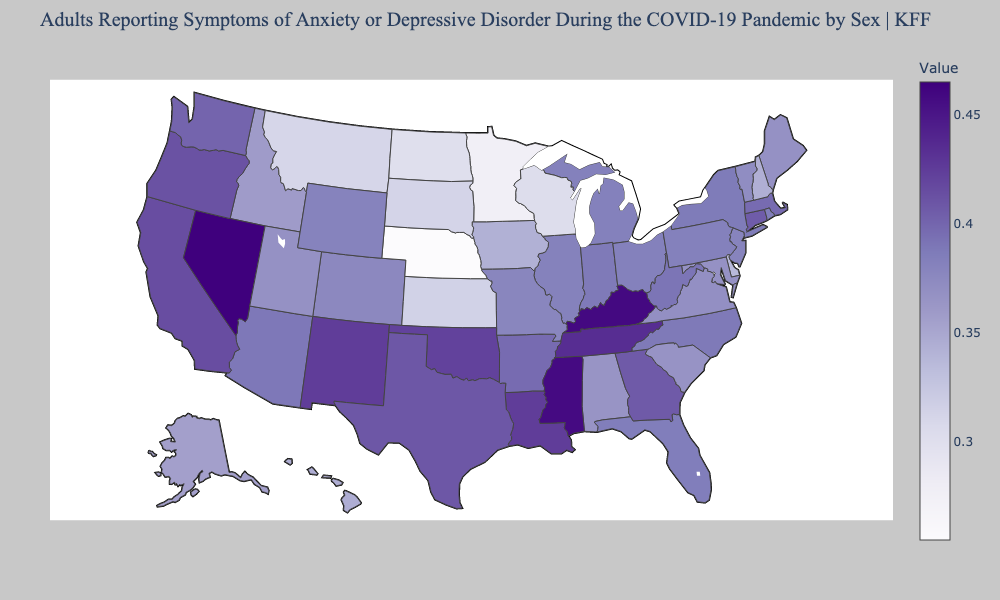 Adults Reporting Symptoms of Anxiety or Depressive Disorder During the COVID-19 Pandemic by Sex | KFF
Value
0.45
0.4
0.35
0.3